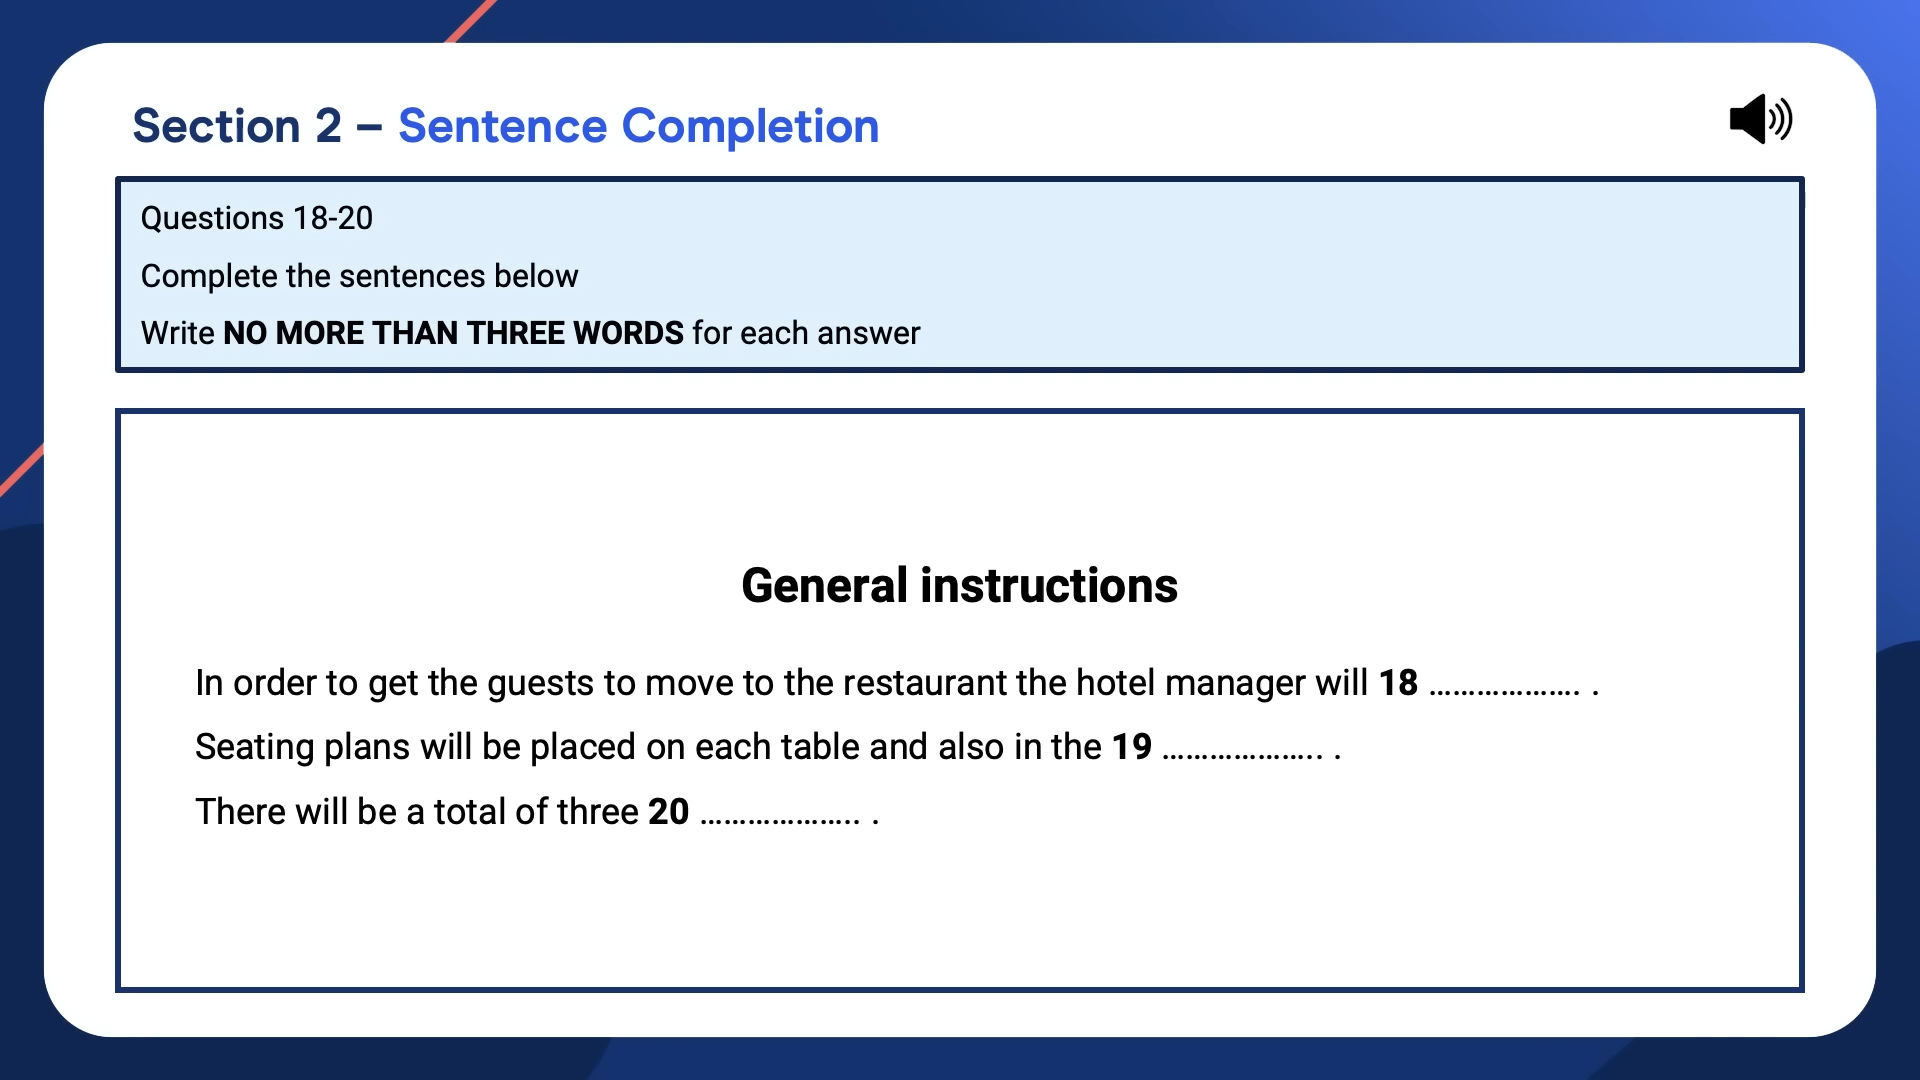 Section 2 – Sentence Completion
Questions 18-20
Complete the sentences below
Write NO MORE THAN THREE WORDS for each answer
General instructions
In order to get the guests to move to the restaurant the hotel manager will 18 ………………. .
Seating plans will be placed on each table and also in the 19 ……………….. .
There will be a total of three 20 ……………….. .